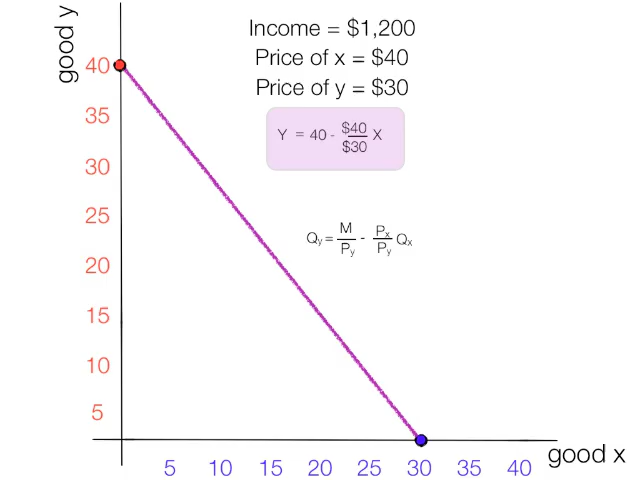 good y
Income = $1,200
Price of x = $40
Price of y = $30
Y = 40 - $40/$30 X
Qy = M/Py - Px/Py Qx
40
35
30
25
20
15
10
5
5 10 15 20 25 30 35 40
good x